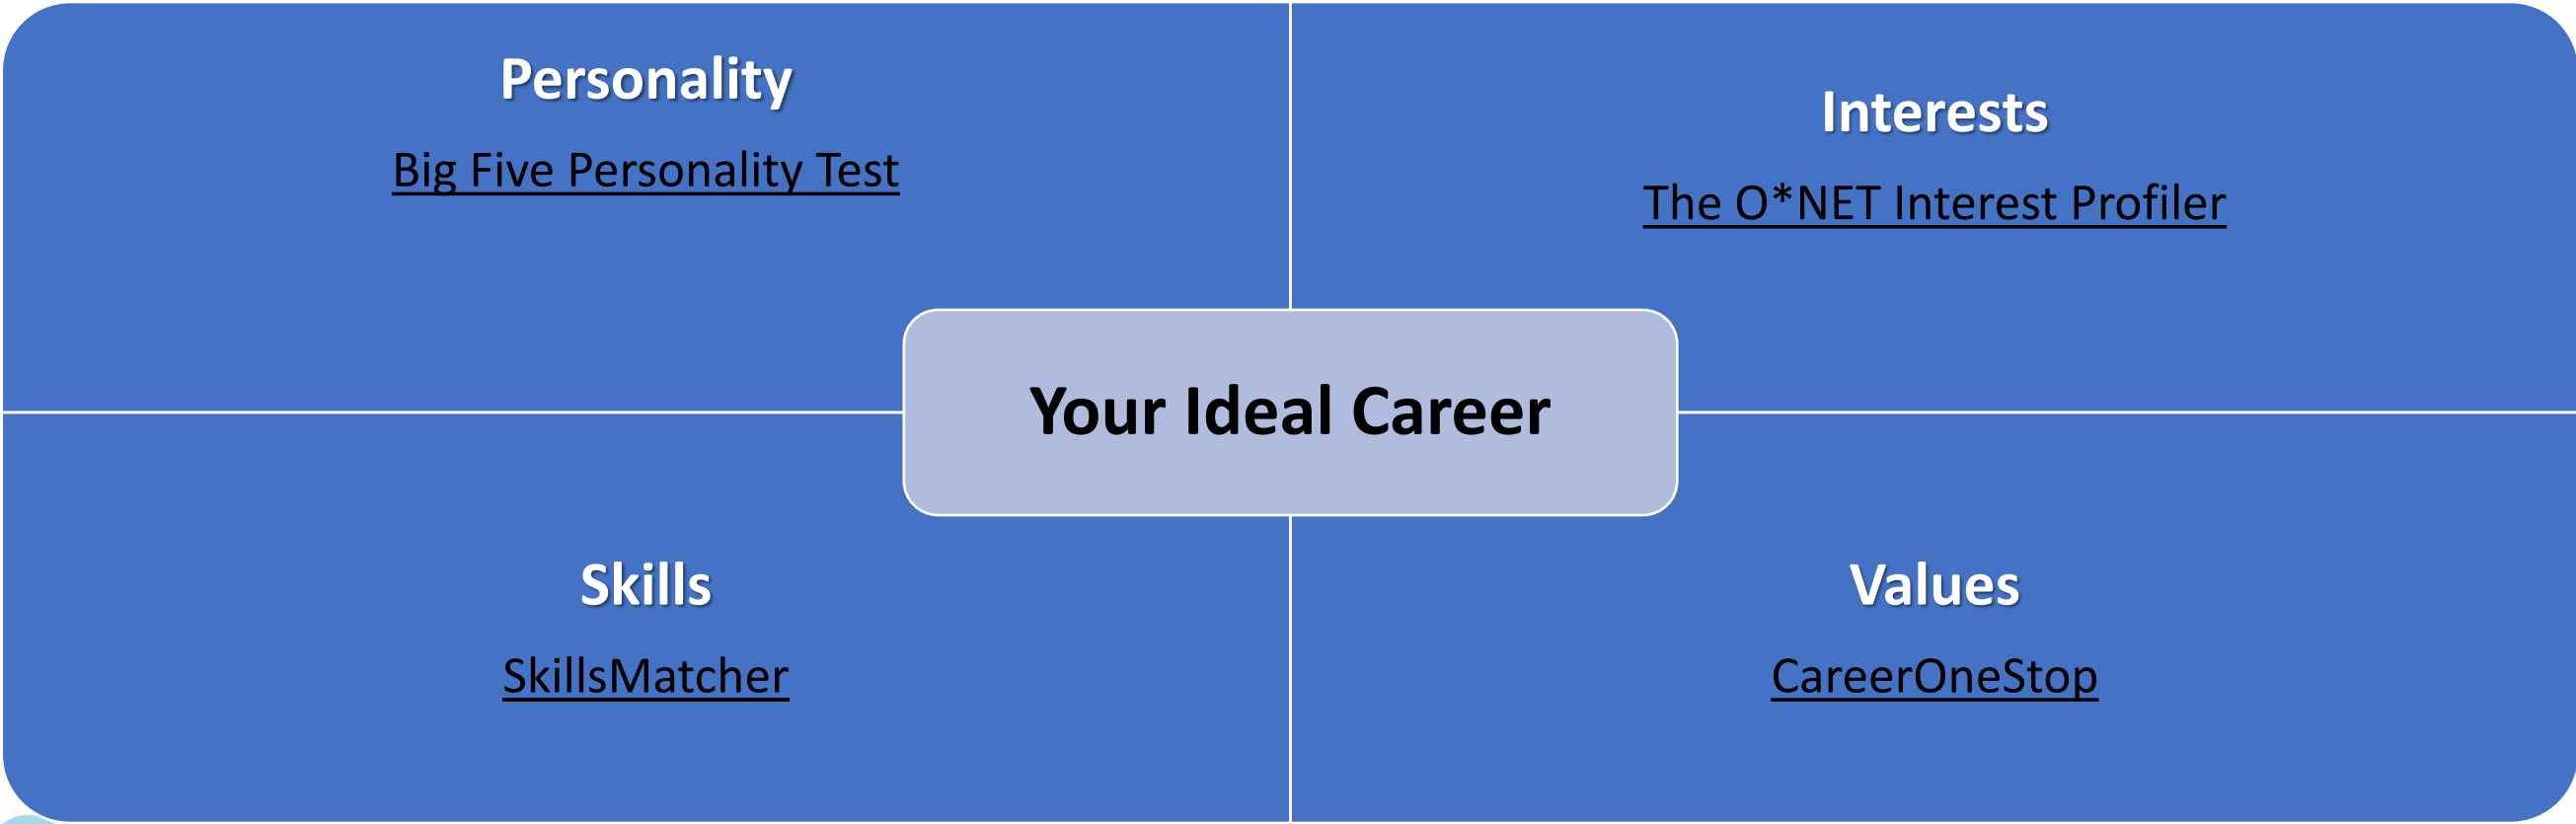 Personality
Big Five Personality Test
Interests
The O*NET Interest Profiler
Your Ideal Career
Skills
SkillsMatcher
Values
CareerOneStop